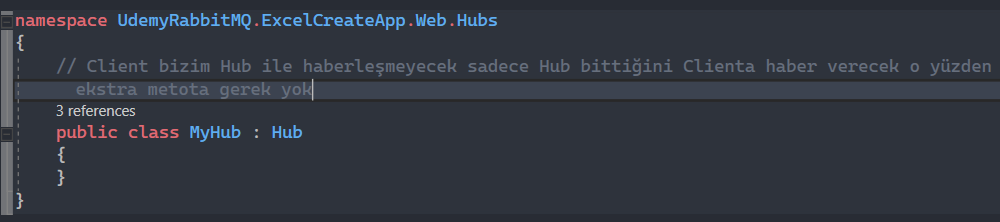 namespace UdemyRabbitMQ.ExcelCreateApp.Web.Hubs
{
// Client bizim Hub ile haberleşmeyecek sadece Hub bittiğini Clienta haber verecek o yüzden
ekstra metota gerek yok
3 references
public class MyHub : Hub
{
}
}